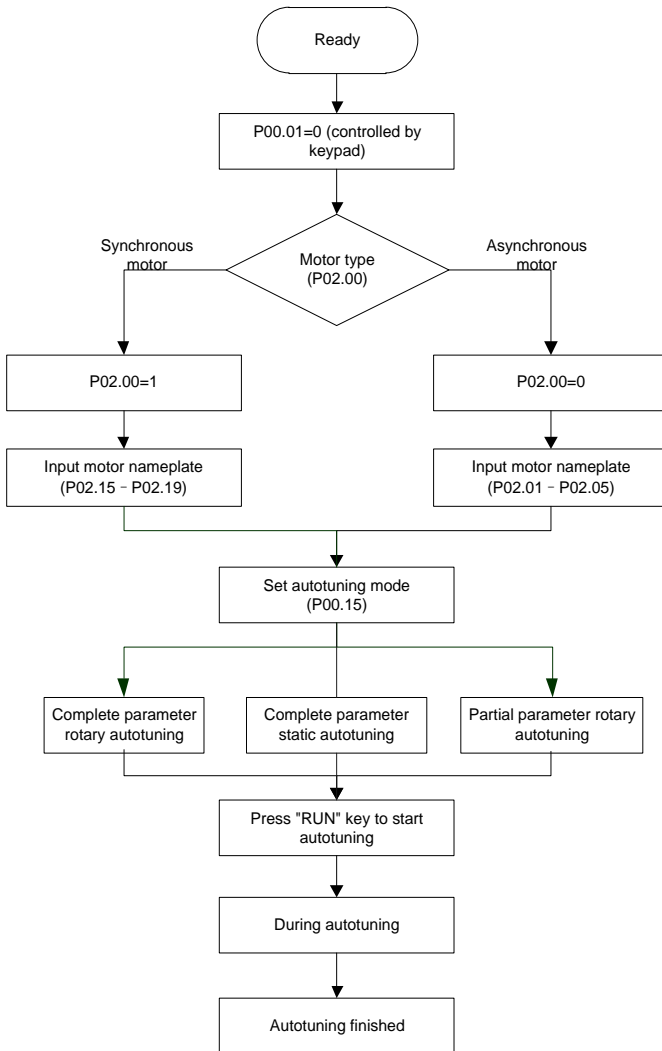 Ready
P00.01=0 (controlled by
keypad)
Synchronous
motor
Motor type
(P02.00)
Asynchronous
motor
P02.00=1
P02.00=0
Input motor nameplate
(P02.15﹣P02.19)
Input motor nameplate
(P02.01﹣P02.05)
Set autotuning mode
(P00.15)
Complete parameter
rotary autotuning
Complete parameter
static autotuning
Partial parameter rotary
autotuning
Press "RUN" key to start
autotuning
During autotuning
Autotuning finished